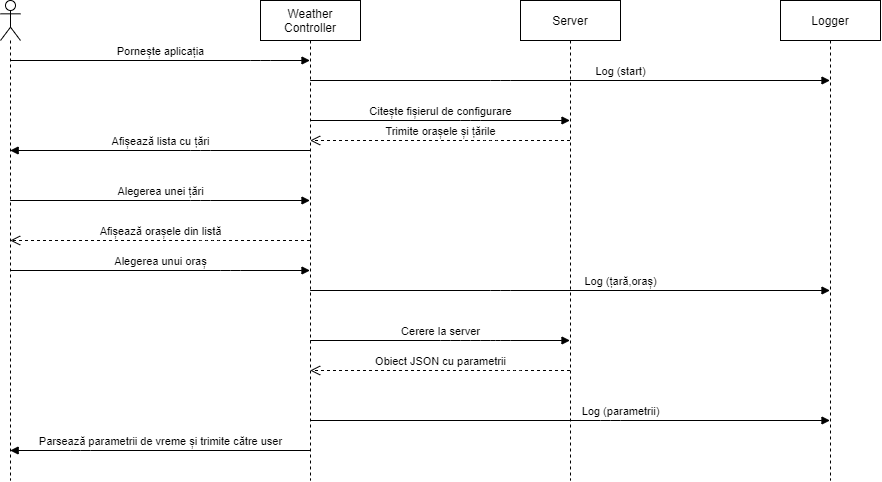 Weather
Controller
Server
Logger
Pornește aplicația
Log (start)
Citește fișierul de configurare
Trimite orașele și țările
Afișează lista cu țări
Alegerea unei țări
Afișează orașele din listă
Alegerea unui oraș
Log (țară,oraș)
Cerere la server
Obiect JSON cu parametrii
Log (parametrii)
Parsează parametrii de vreme și trimite către user